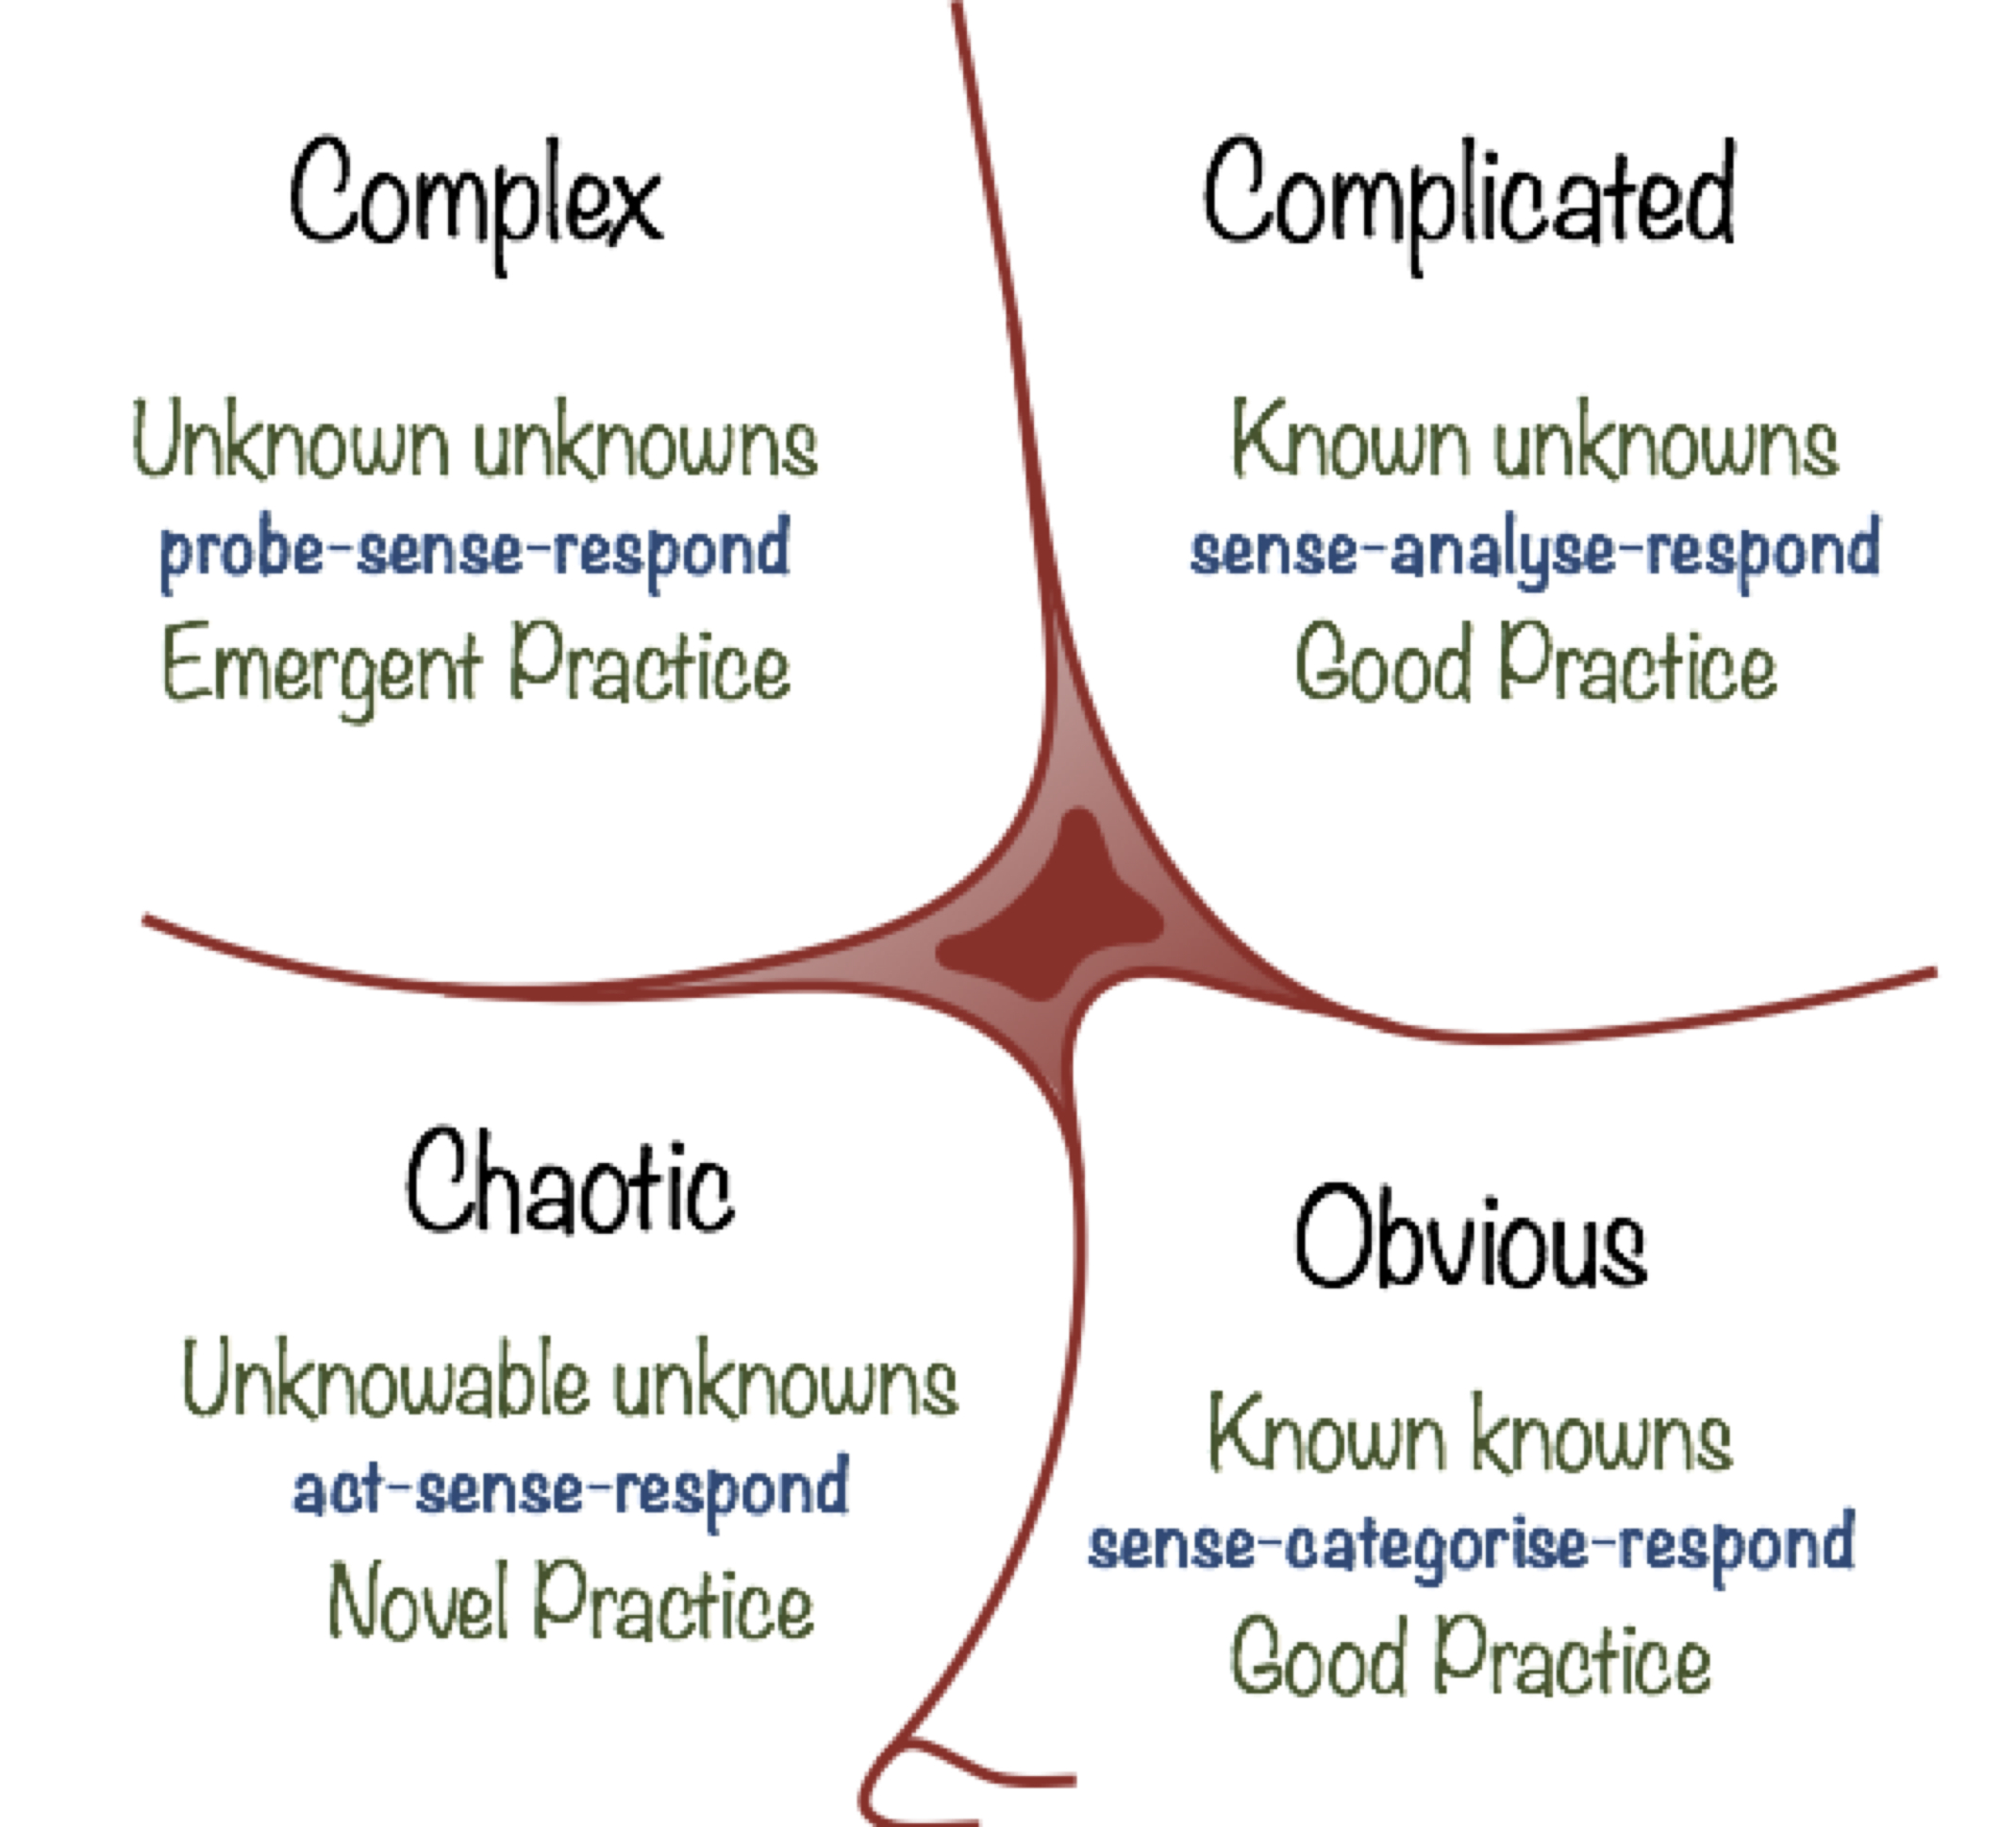 Complex
Unknown unknowns
probe-sense-respond
Emergent Practice
Complicated
Known unknowns
sense-analyse-respond
Good Practice
Chaotic
Unknowable unknowns
act-sense-respond
Novel Practice
Obvious
Known knowns
sense-categorise-respond
Good Practice